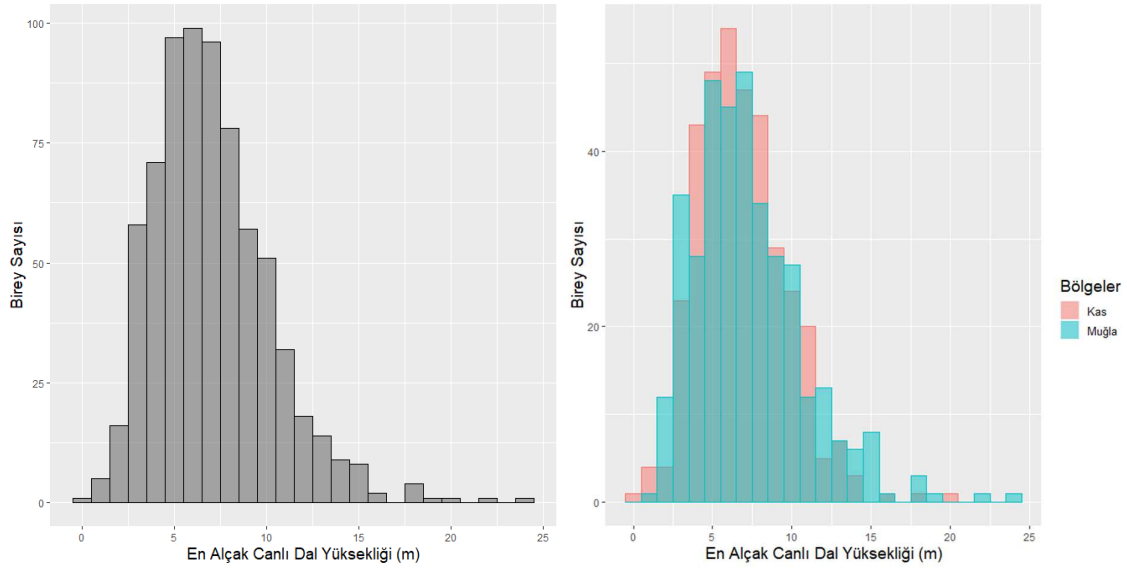 100
75
50
25
0
Birey Sayısı
0 5 10 15 20 25
En Alçak Canlı Dal Yüksekliği (m)
40
20
0
Birey Sayısı
0 5 10 15 20 25
En Alçak Canlı Dal Yüksekliği (m)
Bölgeler
Kas
Muğla